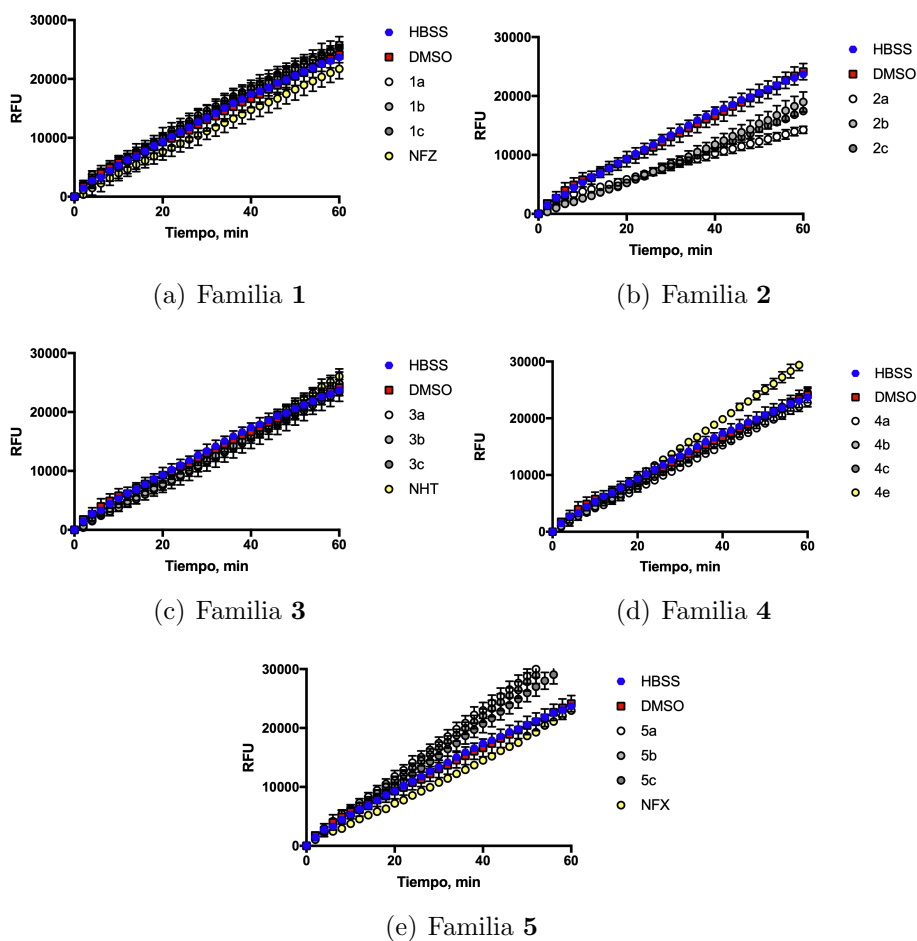 30000
20000
10000
0
RFU
0
20
40
60
Tiempo, min
HBSS
DMSO
1a
1b
1c
NFZ
(a) Familia 1
30000
20000
10000
0
RFU
0
20
40
60
Tiempo, min
HBSS
DMSO
2a
2b
2c
(b) Familia 2
30000
20000
10000
0
RFU
0
20
40
60
Tiempo, min
HBSS
DMSO
3a
3b
3c
NHT
(c) Familia 3
30000
20000
10000
0
RFU
0
20
40
60
Tiempo, min
HBSS
DMSO
4a
4b
4c
4e
(d) Familia 4
30000
20000
10000
0
RFU
0
20
40
60
Tiempo, min
HBSS
DMSO
5a
5b
5c
NFX
(e) Familia 5